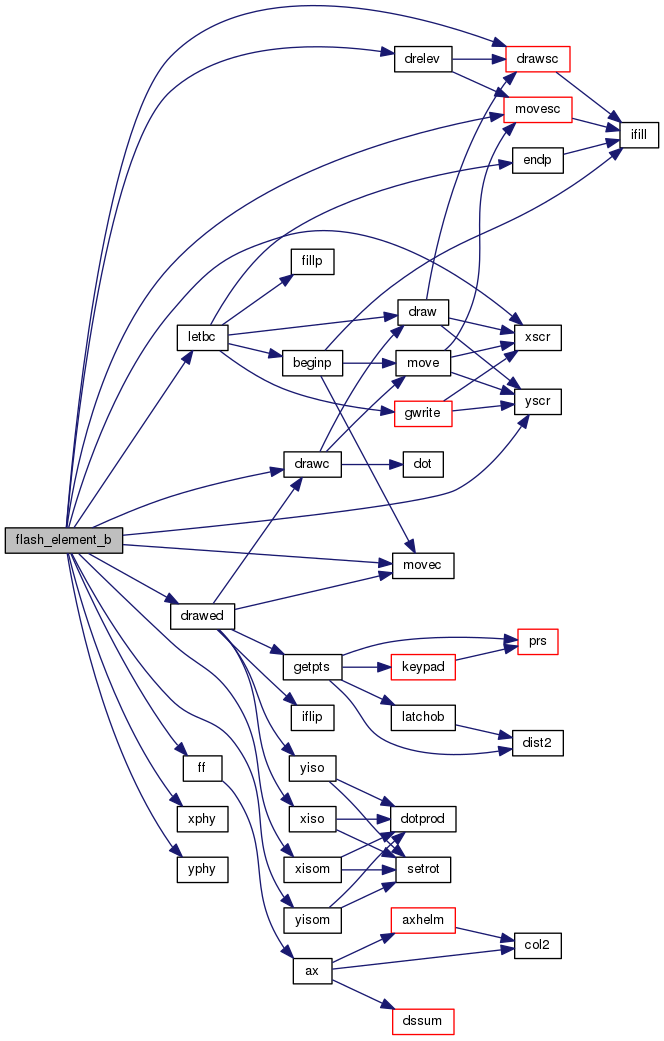 drawsc
drelev
movesc
ifill
endp
fillp
draw
letbc
xscr
beginp
move
yscr
gwrite
drawc
dot
flash_element_b
movec
drawed
prs
getpts
keypad
latchob
iflip
dist2
ff
yiso
xiso
dotprod
xphy
xisom
setrot
yphy
yisom
axhelm
col2
ax
dssum